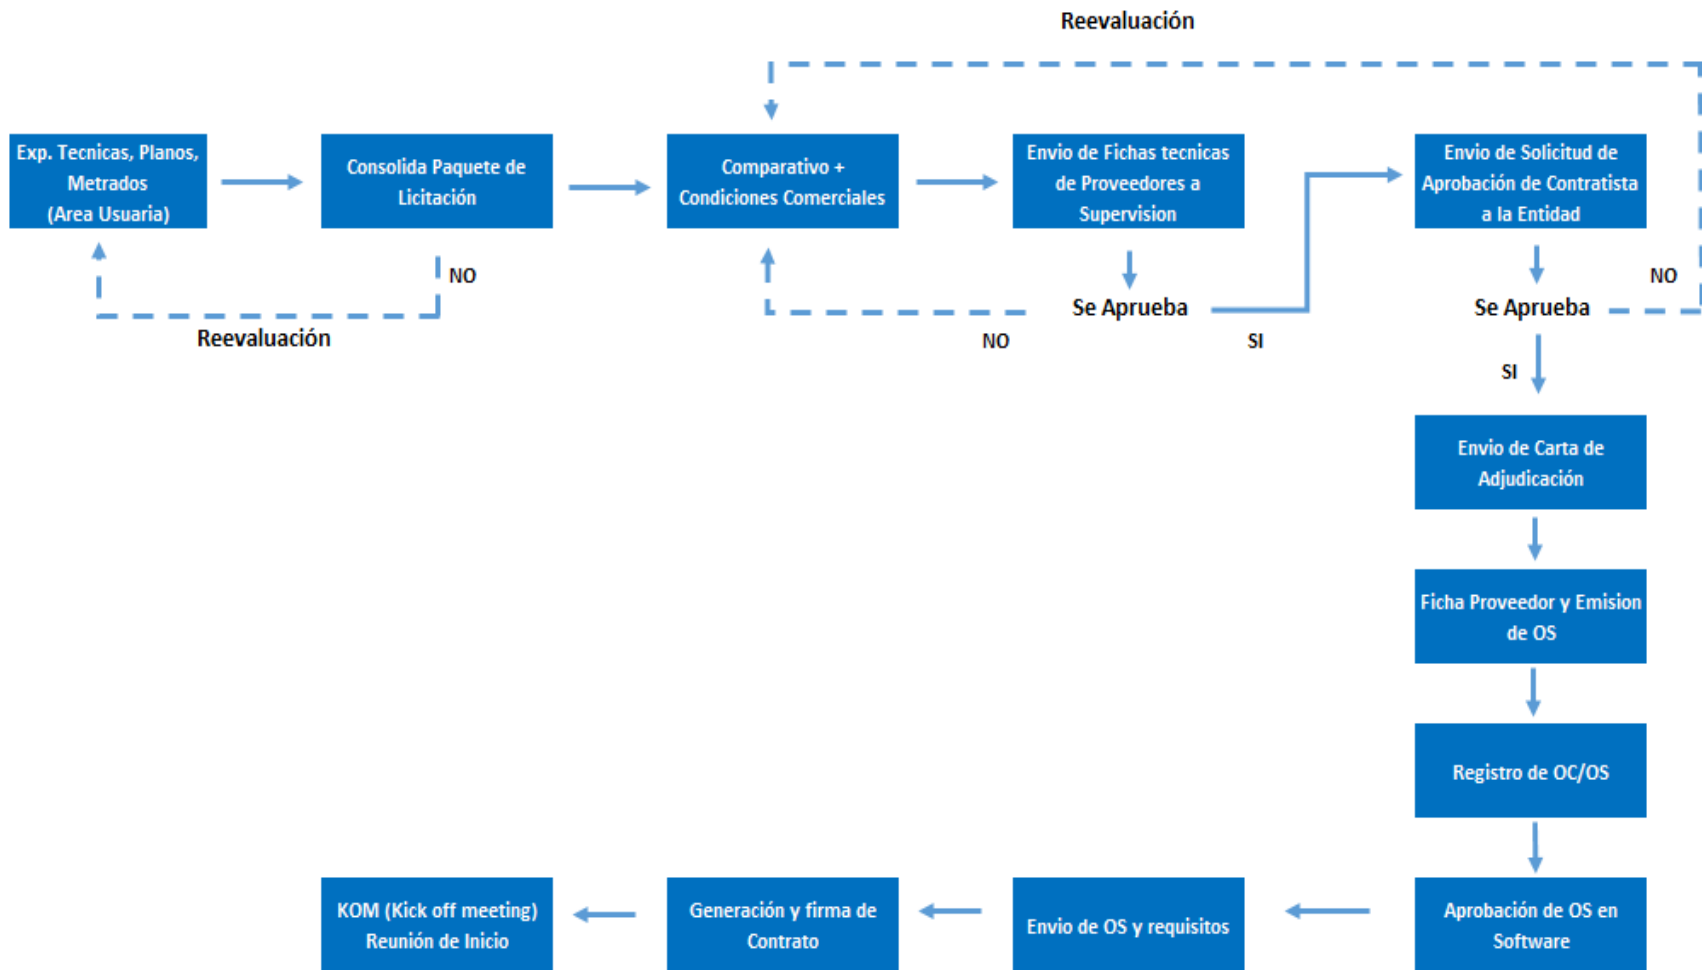 Reevaluación
Exp. Tecnicas, Planos,
Metrados
(Area Usuaria)
Consolida Paquete de
Licitación
Comparativo +
Condiciones Comerciales
Envio de Fichas tecnicas
de Proveedores a
Supervision
Envio de Solicitud de
Aprobación de Contratista
a la Entidad
NO
Reevaluación
Se Aprueba
NO
SI
Se Aprueba
NO
SI
Envio de Carta de
Adjudicación
Ficha Proveedor y Emision
de OS
Registro de OC/OS
Aprobación de OS en
Software
Envio de OS y requisitos
Generación y firma de
Contrato
KOM (Kick off meeting)
Reunión de Inicio